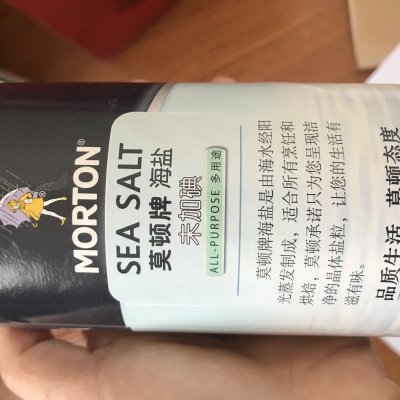 MORTON®
SEA SALT
莫顿牌 海盐
未加碘
ALL-PURPOSE 多用途
莫顿牌海盐是由海水经阳
光蒸发制成，适合所有烹饪和
烘焙，莫顿承诺只为您呈现洁
净的晶体盐粒，让您的生活有
滋有味。
品质生活 莫顿态度